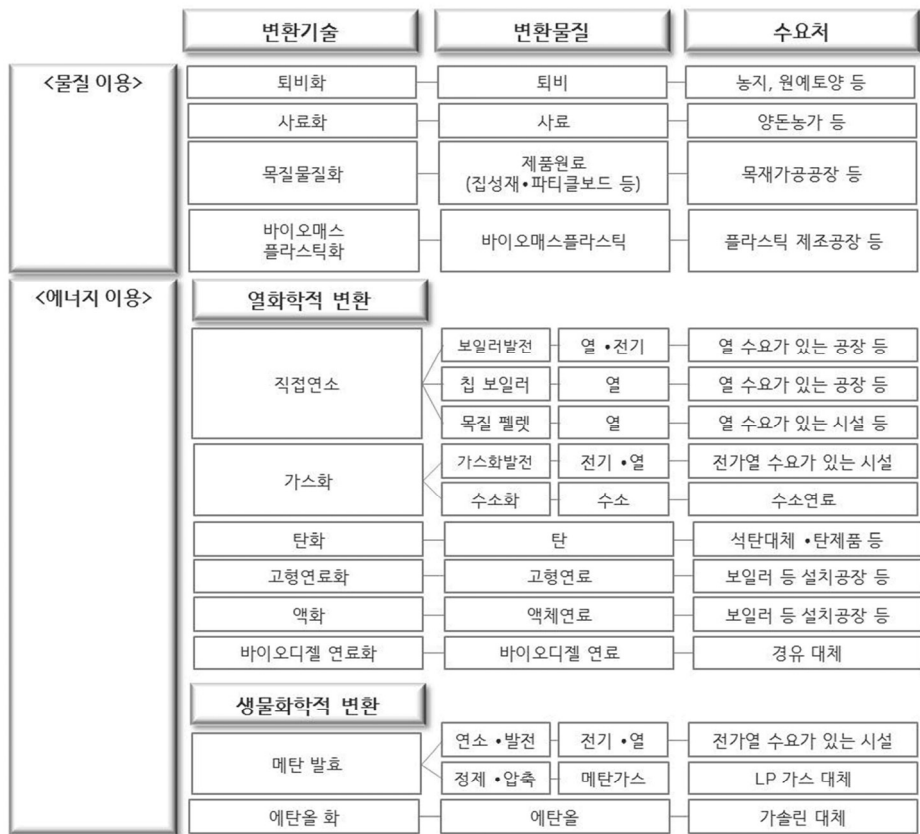 변환기술 변환물질 수요처
<물질 이용>
퇴비화 퇴비 농지, 원예토양 등
사료화 사료 양돈농가 등
목질물질화 제품원료 목재가공공장 등
(집성재•파티클보드 등)
바이오매스
플라스틱화 바이오매스플라스틱 플라스틱 제조공장 등
<에너지 이용>
열화학적 변환
직접연소
보일러발전 열 •전기 열 수요가 있는 공장 등
칩 보일러 열 열 수요가 있는 공장 등
목질 펠렛 열 열 수요가 있는 시설 등
가스화
가스화발전 전기 •열 전가열 수요가 있는 시설
수소화 수소 수소연료
탄화 탄 석탄대체 •탄제품 등
고형연료화 고형연료 보일러 등 설치공장 등
액화 액체연료 보일러 등 설치공장 등
바이오디젤 연료화 바이오디젤 연료 경유 대체
생물화학적 변환
메탄 발효
연소 •발전 전기 •열 전가열 수요가 있는 시설
정제 •압축 메탄가스 LP 가스 대체
에탄올 화 에탄올 가솔린 대체